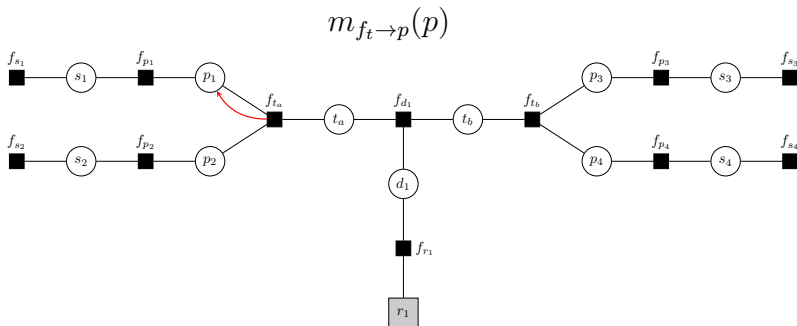 m_{f_t→p}(p)
f_{s_1} s_1 f_{p_1} p_1 p_3 f_{p_3} s_3 f_{s_3}
f_{t_a} t_a f_{d_1} t_b f_{t_b}
f_{s_2} s_2 f_{p_2} p_2 p_4 f_{p_4} s_4 f_{s_4}
d_1
f_{r_1}
r_1